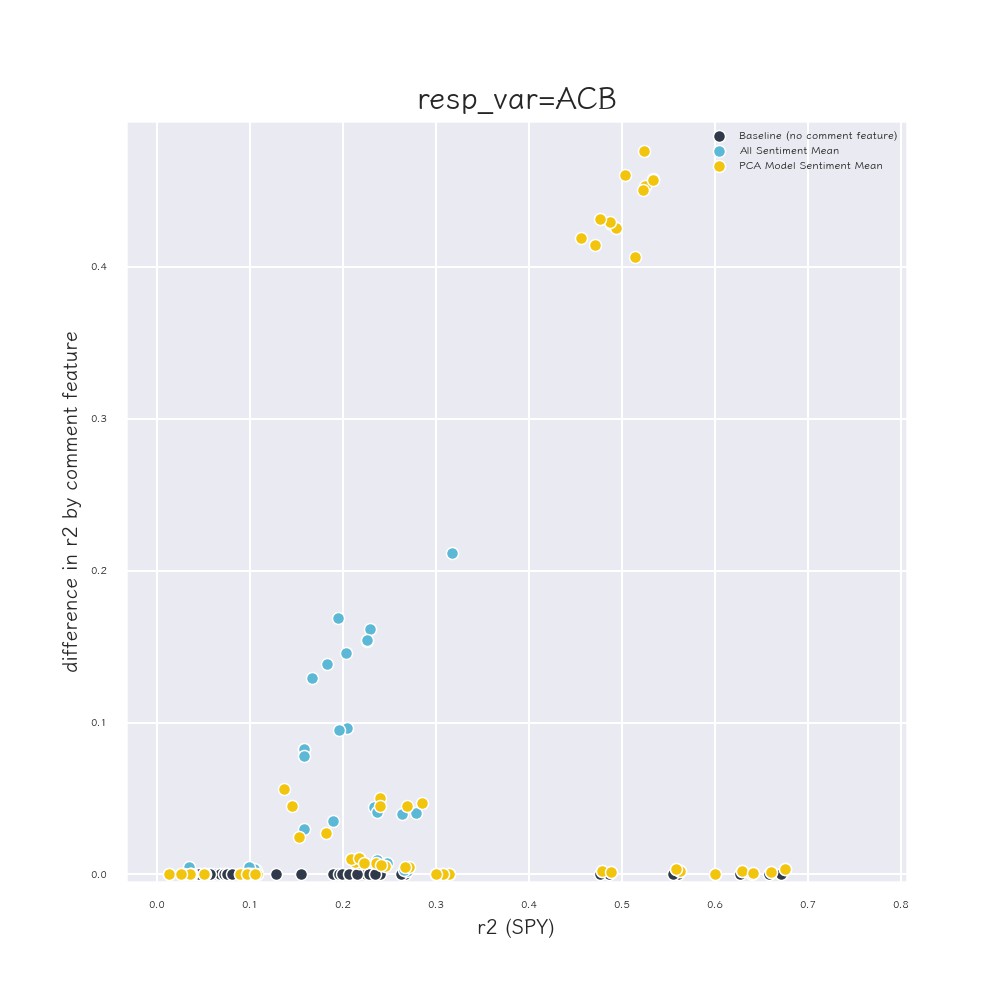 resp_var=ACB
Baseline (no comment feature)
All Sentiment Mean
PCA Model Sentiment Mean
difference in r2 by comment feature
0.4
0.3
0.2
0.1
0.0
0.0 0.1 0.2 0.3 0.4 0.5 0.6 0.7 0.8
r2 (SPY)